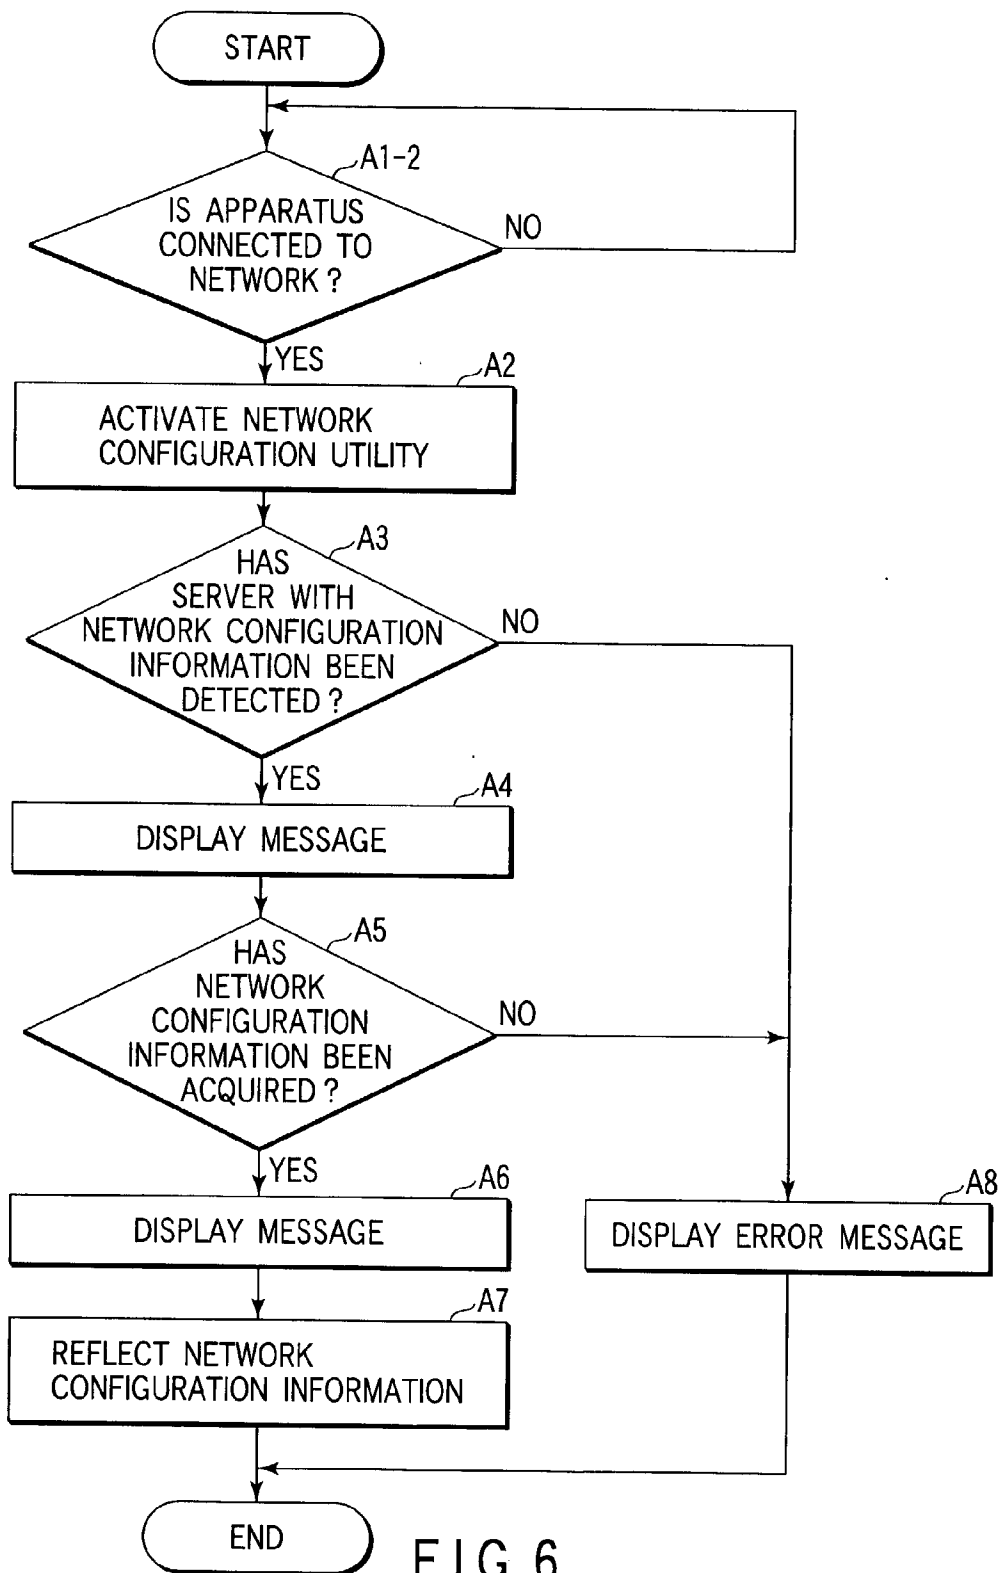 START
A1-2
IS APPARATUS
CONNECTED TO
NETWORK?
NO
YES
A2
ACTIVATE NETWORK
CONFIGURATION UTILITY
A3
HAS
SERVER WITH
NETWORK CONFIGURATION
INFORMATION BEEN
DETECTED?
NO
YES
A4
DISPLAY MESSAGE
A5
HAS
NETWORK
CONFIGURATION
INFORMATION BEEN
ACQUIRED?
NO
YES
A6
DISPLAY MESSAGE
A8
DISPLAY ERROR MESSAGE
A7
REFLECT NETWORK
CONFIGURATION INFORMATION
END
FIG. 6